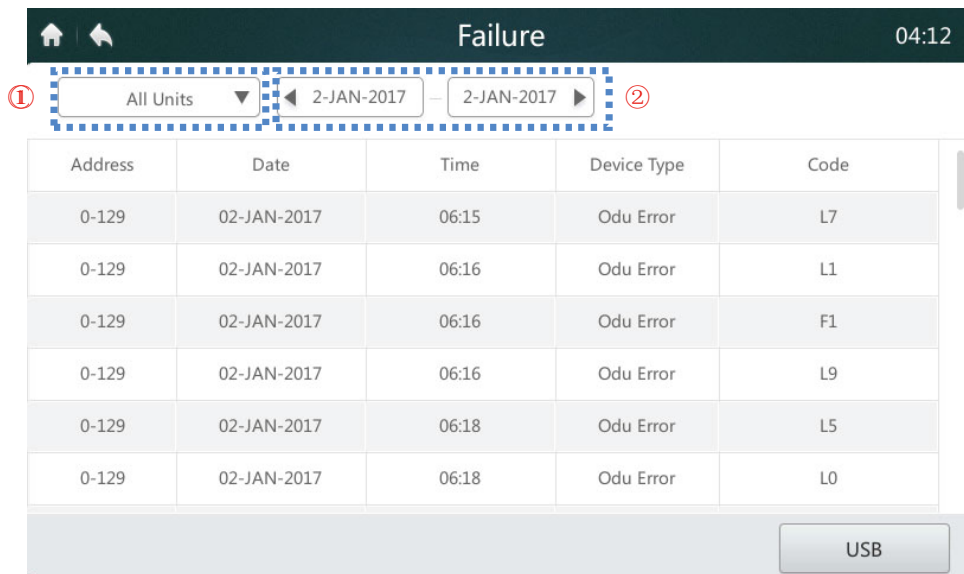 Failure 04:12
① All Units 2-JAN-2017 – 2-JAN-2017 ②
Address Date Time Device Type Code
0-129 02-JAN-2017 06:15 Odu Error L7
0-129 02-JAN-2017 06:16 Odu Error L1
0-129 02-JAN-2017 06:16 Odu Error F1
0-129 02-JAN-2017 06:16 Odu Error L9
0-129 02-JAN-2017 06:18 Odu Error L5
0-129 02-JAN-2017 06:18 Odu Error L0
USB